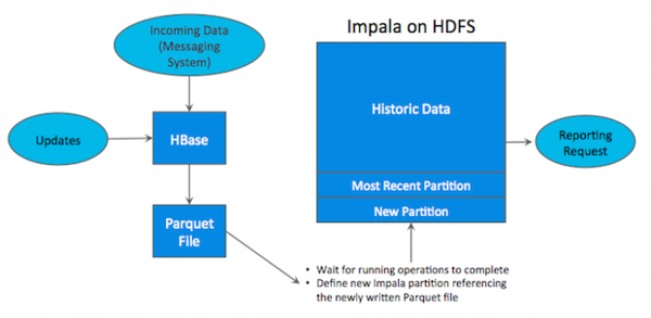 Incoming Data
(Messaging
System)
Impala on HDFS
Updates
HBase
Historic Data
Reporting
Request
Most Recent Partition
New Partition
Parquet
File
• Wait for running operations to complete
• Define new Impala partition referencing
the newly written Parquet file